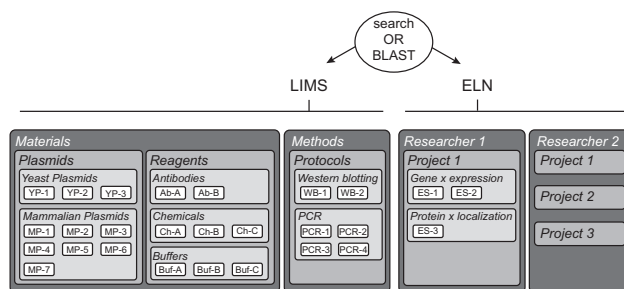 search
OR
BLAST
LIMS
ELN
Materials
Plasmids
Yeast Plasmids
YP-1 YP-2 YP-3
Mammalian Plasmids
MP-1 MP-2 MP-3
MP-4 MP-5 MP-6
MP-7
Reagents
Antibodies
Ab-A Ab-B
Chemicals
Ch-A Ch-B Ch-C
Buffers
Buf-A Buf-B Buf-C
Methods
Protocols
Western blotting
WB-1 WB-2
PCR
PCR-1 PCR-2
PCR-3 PCR-4
Researcher 1
Project 1
Gene x expression
ES-1 ES-2
Protein x localization
ES-3
Researcher 2
Project 1
Project 2
Project 3